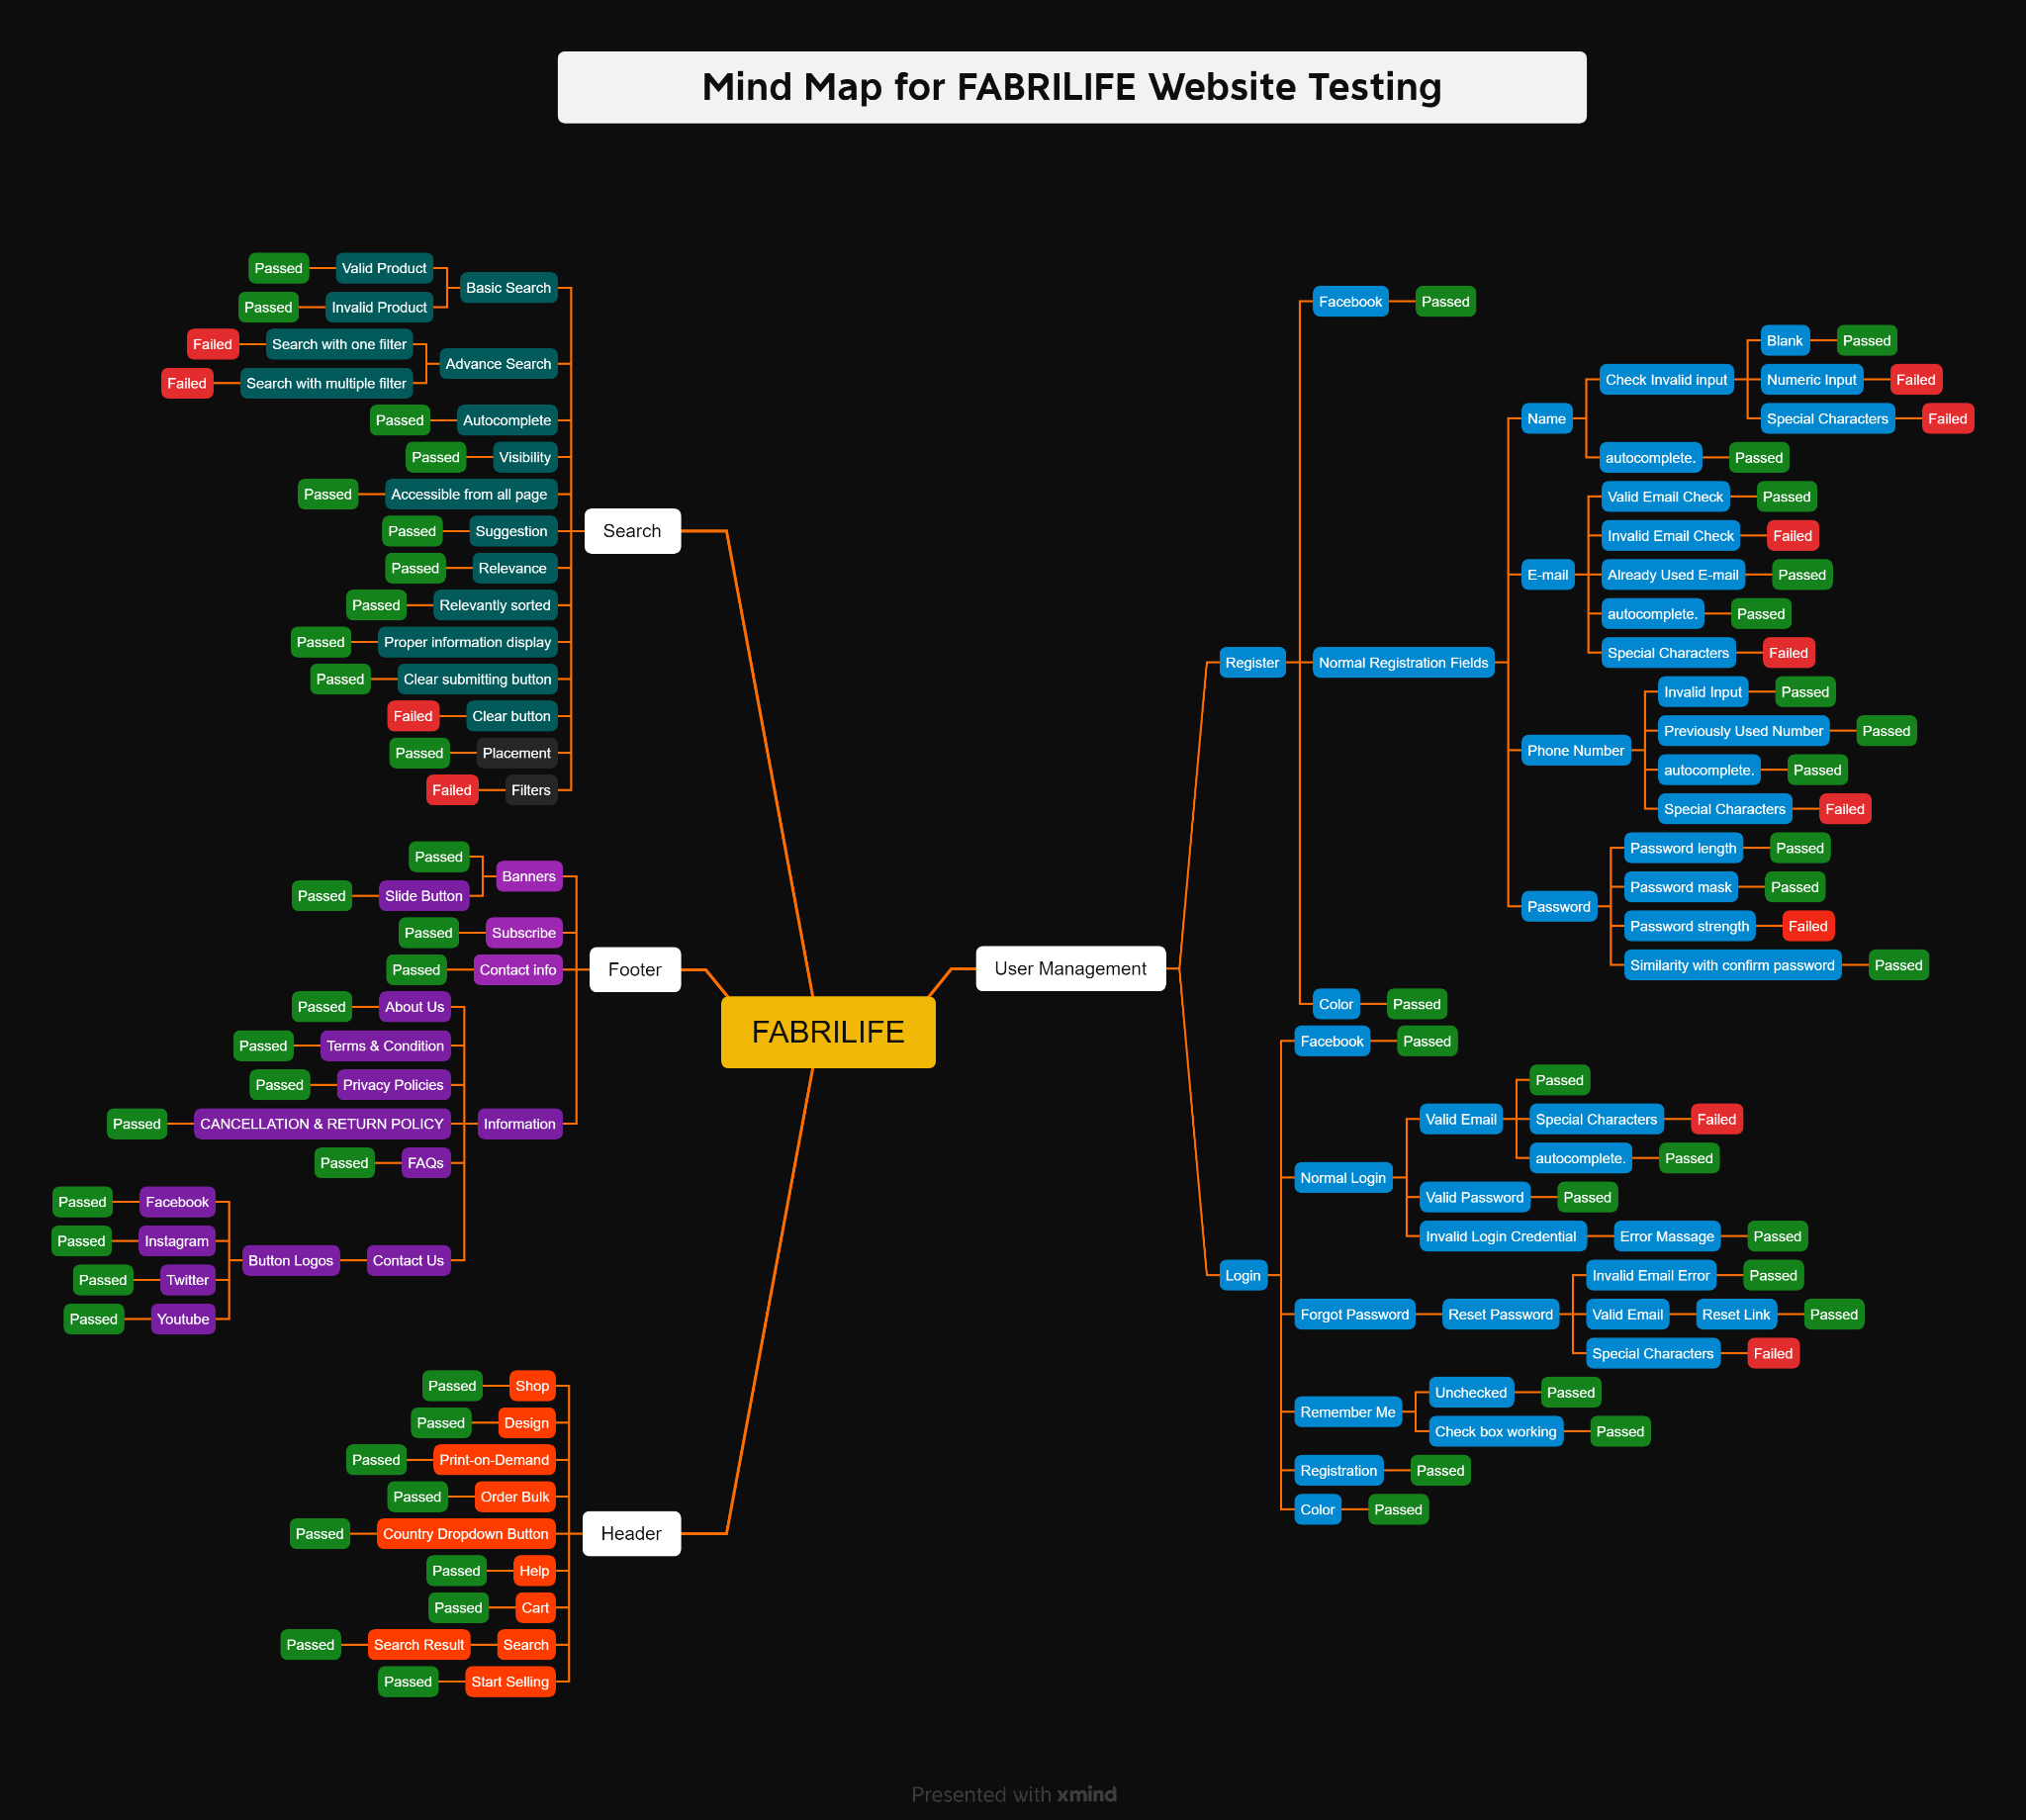 Mind Map for FABRILIFE Website Testing
FABRILIFE
Search
Basic Search
Valid Product
Passed
Invalid Product
Passed
Advance Search
Search with one filter
Failed
Search with multiple filter
Failed
Autocomplete
Passed
Visibility
Passed
Accessible from all page
Passed
Suggestion
Passed
Relevance
Passed
Relevantly sorted
Passed
Proper information display
Passed
Clear submitting button
Passed
Clear button
Failed
Placement
Passed
Filters
Failed
Footer
Banners
Passed
Slide Button
Passed
Subscribe
Passed
Contact info
Passed
Information
About Us
Passed
Terms & Condition
Passed
Privacy Policies
Passed
CANCELLATION & RETURN POLICY
Passed
FAQs
Passed
Contact Us
Button Logos
Facebook
Passed
Instagram
Passed
Twitter
Passed
Youtube
Passed
Header
Shop
Passed
Design
Passed
Print-on-Demand
Passed
Order Bulk
Passed
Country Dropdown Button
Passed
Help
Passed
Cart
Passed
Search
Search Result
Passed
Start Selling
Passed
User Management
Register
Facebook
Passed
Normal Registration Fields
Name
Check Invalid input
Blank
Passed
Numeric Input
Failed
Special Characters
Failed
autocomplete.
Passed
E-mail
Valid Email Check
Passed
Invalid Email Check
Failed
Already Used E-mail
Passed
autocomplete.
Passed
Special Characters
Failed
Phone Number
Invalid Input
Passed
Previously Used Number
Passed
autocomplete.
Passed
Special Characters
Failed
Password
Password length
Passed
Password mask
Passed
Password strength
Failed
Similarity with confirm password
Passed
Color
Passed
Login
Facebook
Passed
Normal Login
Valid Email
Passed
Special Characters
Failed
autocomplete.
Passed
Valid Password
Passed
Invalid Login Credential
Error Massage
Passed
Forgot Password
Reset Password
Invalid Email Error
Passed
Valid Email
Reset Link
Passed
Special Characters
Failed
Remember Me
Unchecked
Passed
Check box working
Passed
Registration
Passed
Color
Passed
Presented with xmind